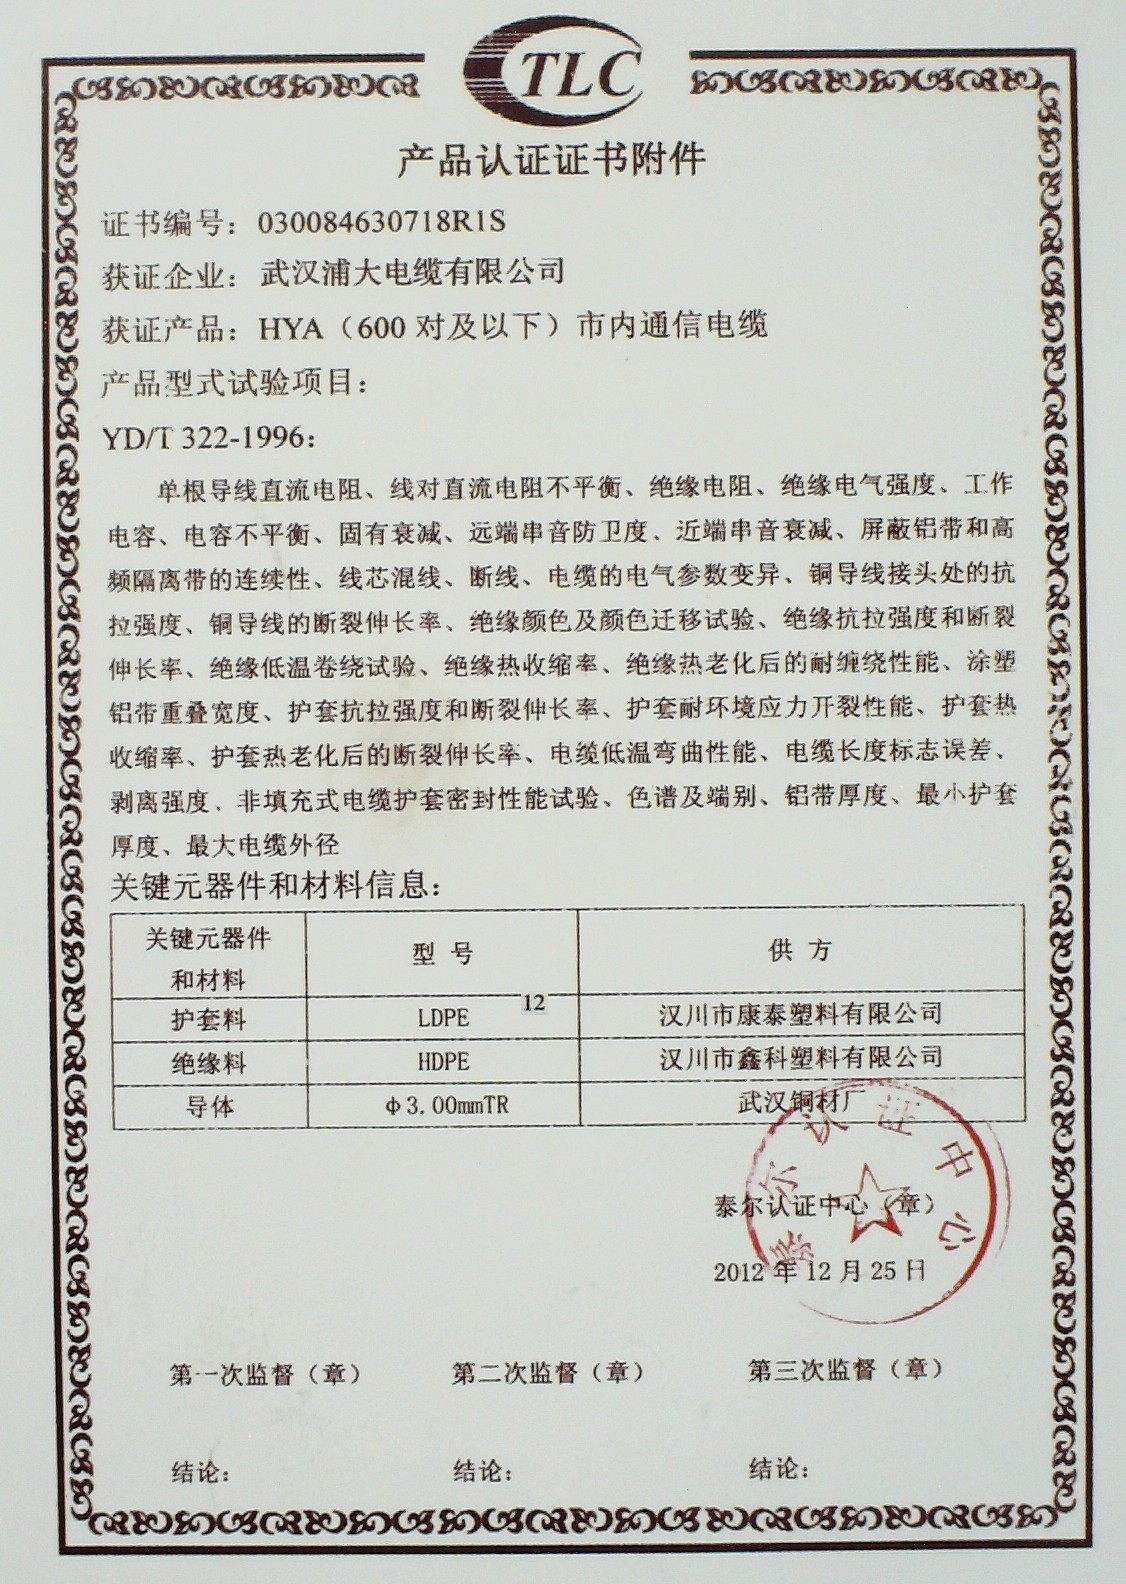 TLC
产品认证证书附件
证书编号：030084630718R1S
获证企业：武汉浦大电缆有限公司
获证产品：HYA（600 对及以下）市内通信电缆
产品型式试验项目：
YD/T 322-1996：
单根导线直流电阻、线对直流电阻不平衡、绝缘电阻、绝缘电气强度、工作
电容、电容不平衡、固有衰减、远端串音防卫度、近端串音衰减、屏蔽铝带和高
频隔离带的连续性、线芯混线、断线、电缆的电气参数变异、铜导线接头处的抗
拉强度、铜导线的断裂伸长率、绝缘颜色及颜色迁移试验、绝缘抗拉强度和断裂
伸长率、绝缘低温卷绕试验、绝缘热收缩率、绝缘热老化后的耐缠绕性能、涂塑
铝带重叠宽度、护套抗拉强度和断裂伸长率、护套耐环境应力开裂性能、护套热
收缩率、护套热老化后的断裂伸长率、电缆低温弯曲性能、电缆长度标志误差、
剥离强度、非填充式电缆护套密封性能试验、色谱及端别、铝带厚度、最小护套
厚度、最大电缆外径
关键元器件和材料信息：
关键元器件
和材料
型 号
供 方
12
护套料 LDPE 汉川市康泰塑料有限公司
绝缘料 HDPE 汉川市鑫科塑料有限公司
导体 φ3.00mmTR 武汉铜材厂
泰尔认证中心
泰尔认证中心（章）
2012 年 12 月 25 日
第一次监督（章） 第二次监督（章） 第三次监督（章）
结论： 结论： 结论：